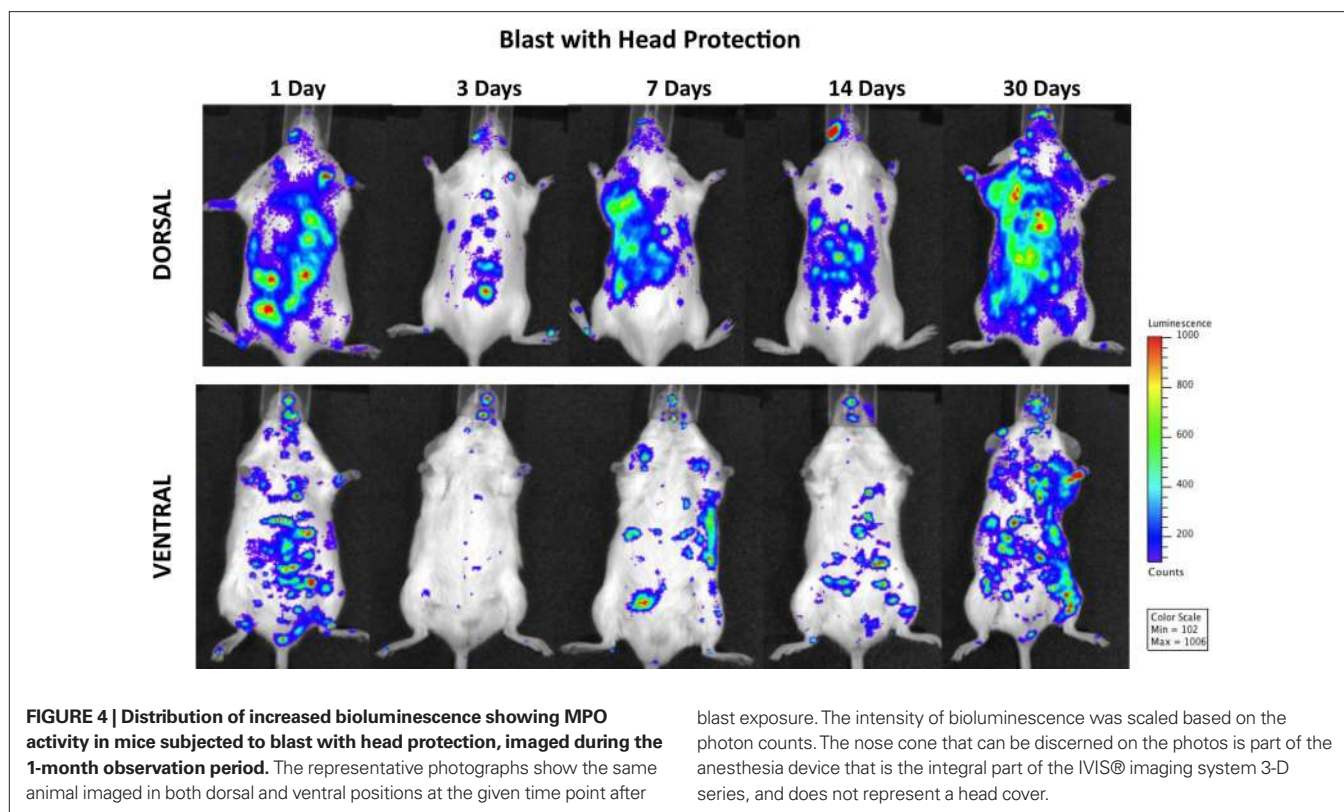 Blast with Head Protection
1 Day
3 Days
7 Days
14 Days
30 Days
DORSAL
VENTRAL
Luminescence
1000
800
600
400
200
Counts
Color Scale
Min = 102
Max = 1006
FIGURE 4 | Distribution of increased bioluminescence showing MPO
activity in mice subjected to blast with head protection, imaged during the
1-month observation period. The representative photographs show the same
animal imaged in both dorsal and ventral positions at the given time point after
blast exposure. The intensity of bioluminescence was scaled based on the
photon counts. The nose cone that can be discerned on the photos is part of the
anesthesia device that is the integral part of the IVIS® imaging system 3-D
series, and does not represent a head cover.